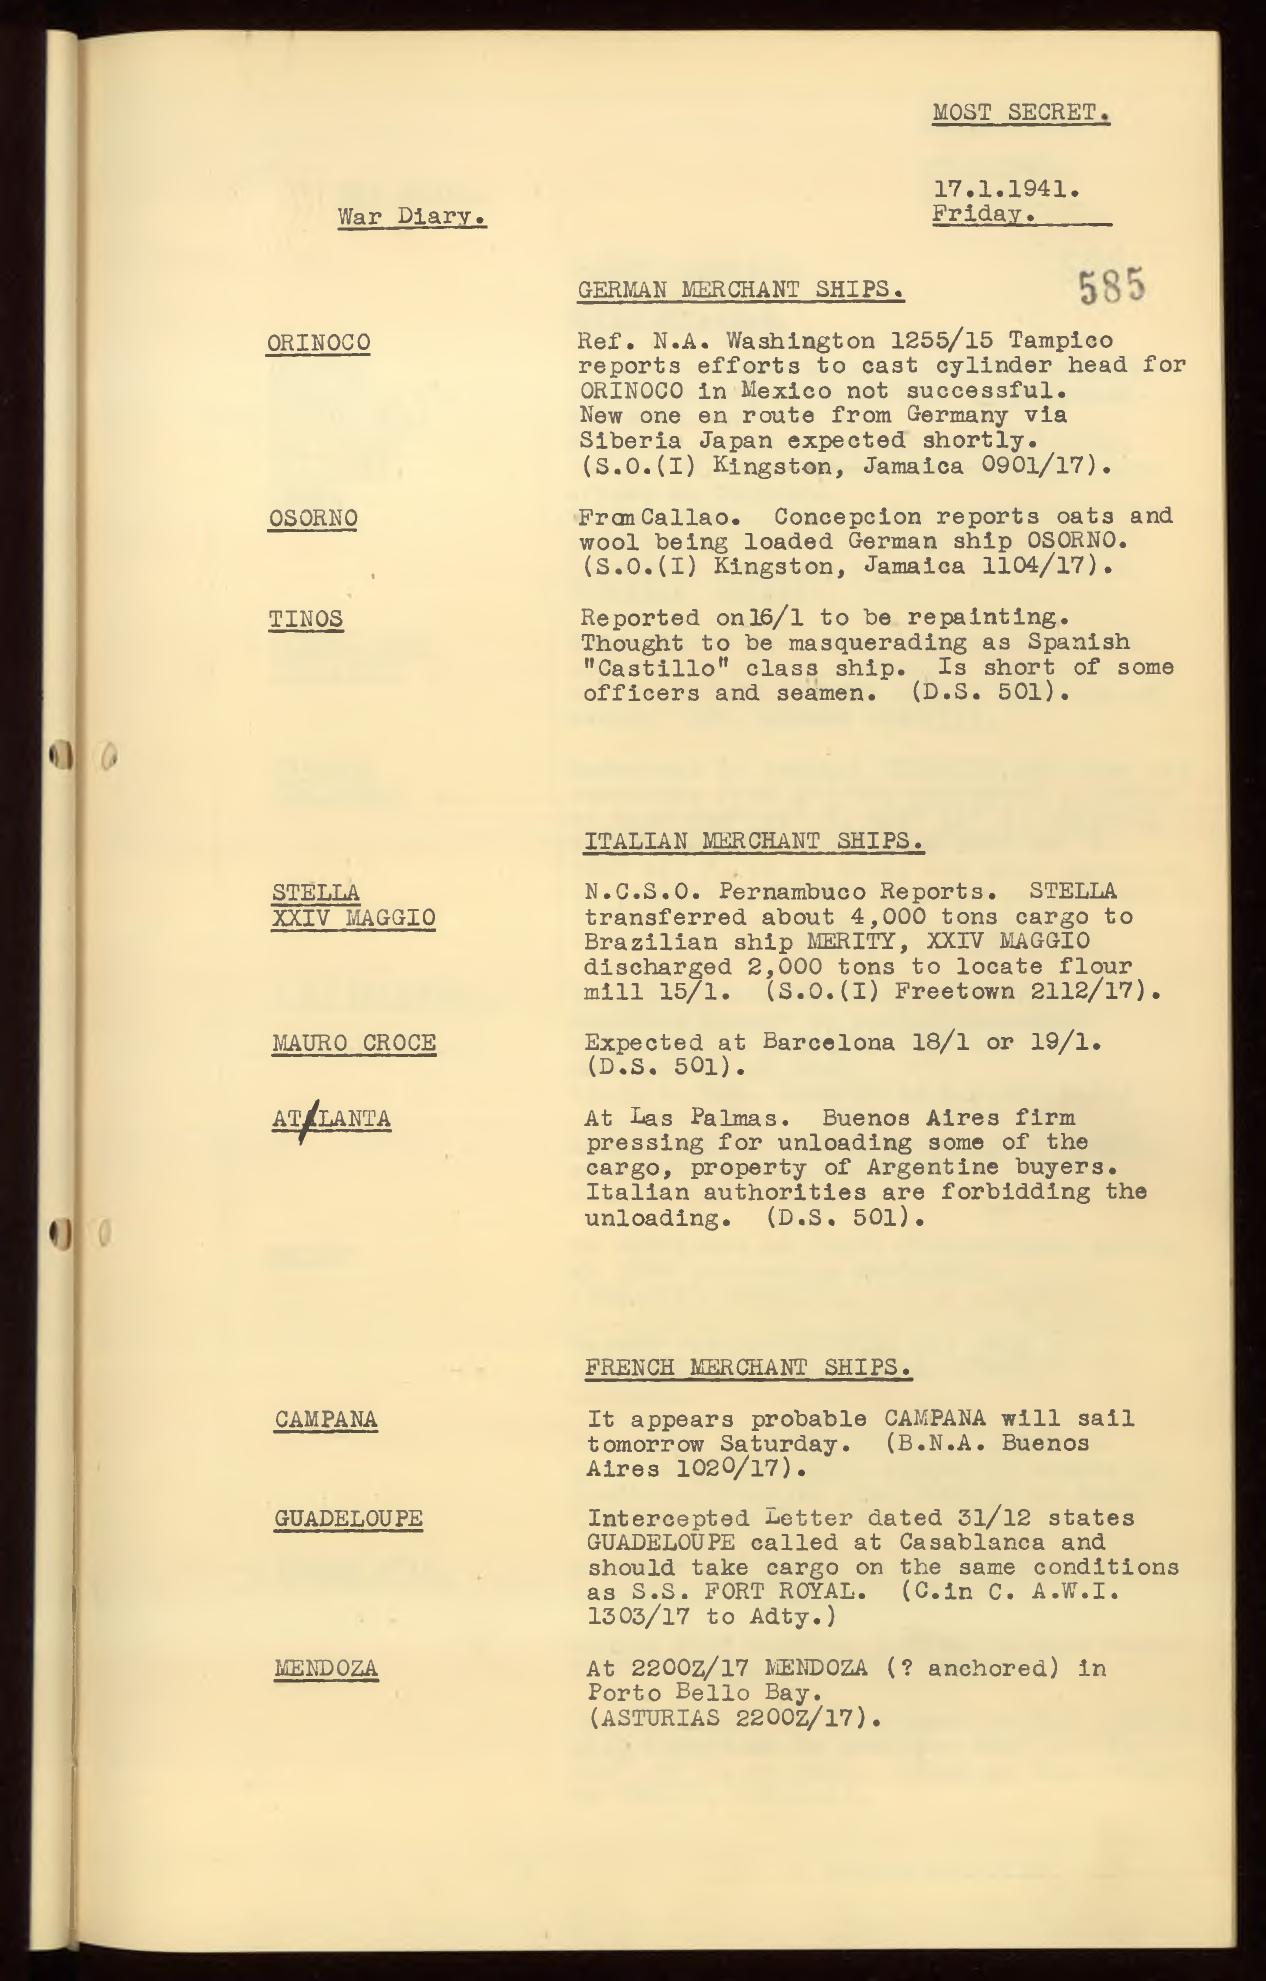 MOST SECRET.
17.1.1941.
War Diary.
Friday.
GERMAN MERCHANT SHIPS.
585
ORINOCO
Ref. N.A. Washington 1255/15 Tampico
reports efforts to cast cylinder head for
ORINOCO in Mexico not successful.
New one en route from Germany via
Siberia Japan expected shortly.
(S.O.(I) Kingston, Jamaica 0901/17).
OSORNO
From Callao. Concepcion reports oats and
wool being loaded German ship OSORNO.
(S.O.(I) Kingston, Jamaica 1104/17).
TINOS
Reported on 16/1 to be repainting.
Thought to be masquerading as Spanish
"Castillo" class ship. Is short of some
officers and seamen. (D.S. 501).
ITALIAN MERCHANT SHIPS.
STELLA
XXIV MAGGIO
N.C.S.O. Pernambuco Reports. STELLA
transferred about 4,000 tons cargo to
Brazilian ship MERITY, XXIV MAGGIO
discharged 2,000 tons to locate flour
mill 15/1. (S.O.(I) Freetown 2112/17).
MAURO CROCE
Expected at Barcelona 18/1 or 19/1.
(D.S. 501).
ATLANTA
At Las Palmas. Buenos Aires firm
pressing for unloading some of the
cargo, property of Argentine buyers.
Italian authorities are forbidding the
unloading. (D.S. 501).
FRENCH MERCHANT SHIPS.
CAMPANA
It appears probable CAMPANA will sail
tomorrow Saturday. (B.N.A. Buenos
Aires 1020/17).
GUADELOUPE
Intercepted Letter dated 31/12 states
GUADELOUPE called at Casablanca and
should take cargo on the same conditions
as S.S. FORT ROYAL. (C.in C. A.W.I.
1303/17 to Adty.)
MENDOZA
At 2200Z/17 MENDOZA (? anchored) in
Porto Bello Bay.
(ASTURIAS 2200Z/17).